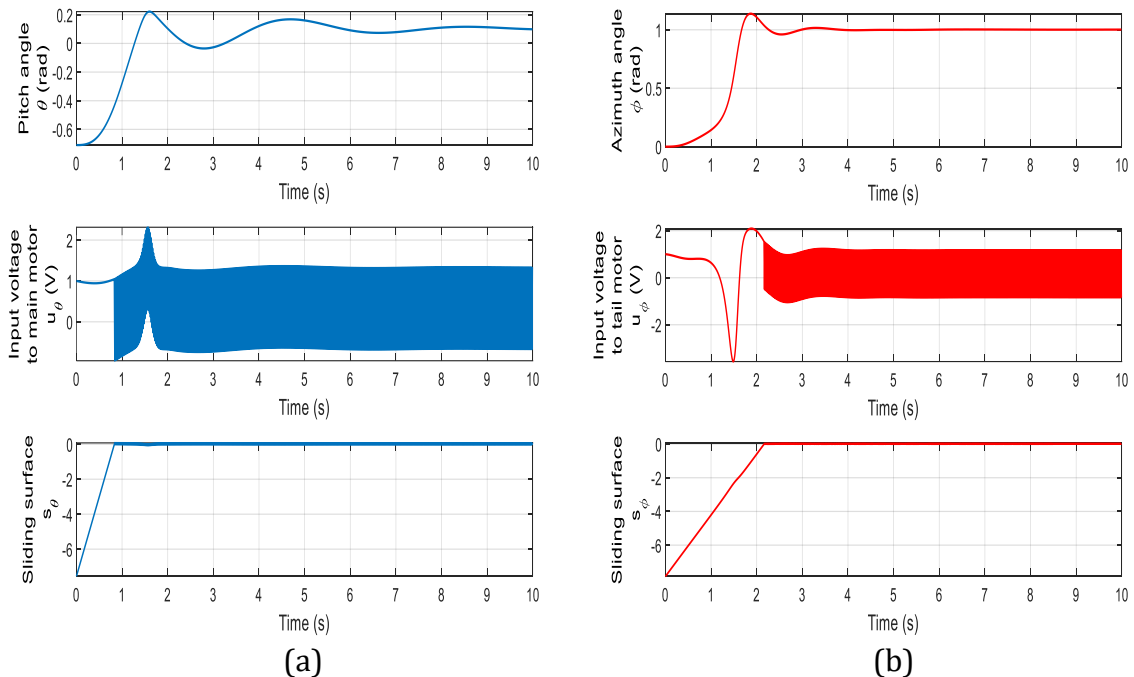 Pitch angle
θ (rad)
0.2
0
-0.2
-0.4
-0.6
0 1 2 3 4 5 6 7 8 9 10
Time (s)
Input voltage
to main motor
u_θ (V)
2
1
0
0 1 2 3 4 5 6 7 8 9 10
Time (s)
Sliding surface
s_θ
0
-2
-4
-6
0 1 2 3 4 5 6 7 8 9 10
Time (s)
(a)
Azimuth angle
ϕ (rad)
1
0.5
0
0 1 2 3 4 5 6 7 8 9 10
Time (s)
Input voltage
to tail motor
u_ϕ (V)
2
0
-2
0 1 2 3 4 5 6 7 8 9 10
Time (s)
Sliding surface
s_ϕ
0
-2
-4
-6
0 1 2 3 4 5 6 7 8 9 10
Time (s)
(b)